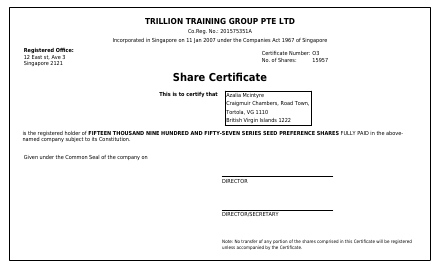 TRILLION TRAINING GROUP PTE LTD
Co.Reg. No.: 201575351A
Incorporated in Singapore on 11 Jan 2007 under the Companies Act 1967 of Singapore
Registered Office:
12 East st, Ave 3
Singapore 2121
Certificate Number: O3
No. of Shares: 15957
Share Certificate
This is to certify that
Azalia Mcintyre
Craigmuir Chambers, Road Town,
Tortola, VG 1110
British Virgin Islands 1222
is the registered holder of FIFTEEN THOUSAND NINE HUNDRED AND FIFTY-SEVEN SERIES SEED PREFERENCE SHARES FULLY PAID in the above-
named company subject to its Constitution.
Given under the Common Seal of the company on
DIRECTOR
DIRECTOR/SECRETARY
Note: No transfer of any portion of the shares comprised in this Certificate will be registered
unless accompanied by the Certificate.